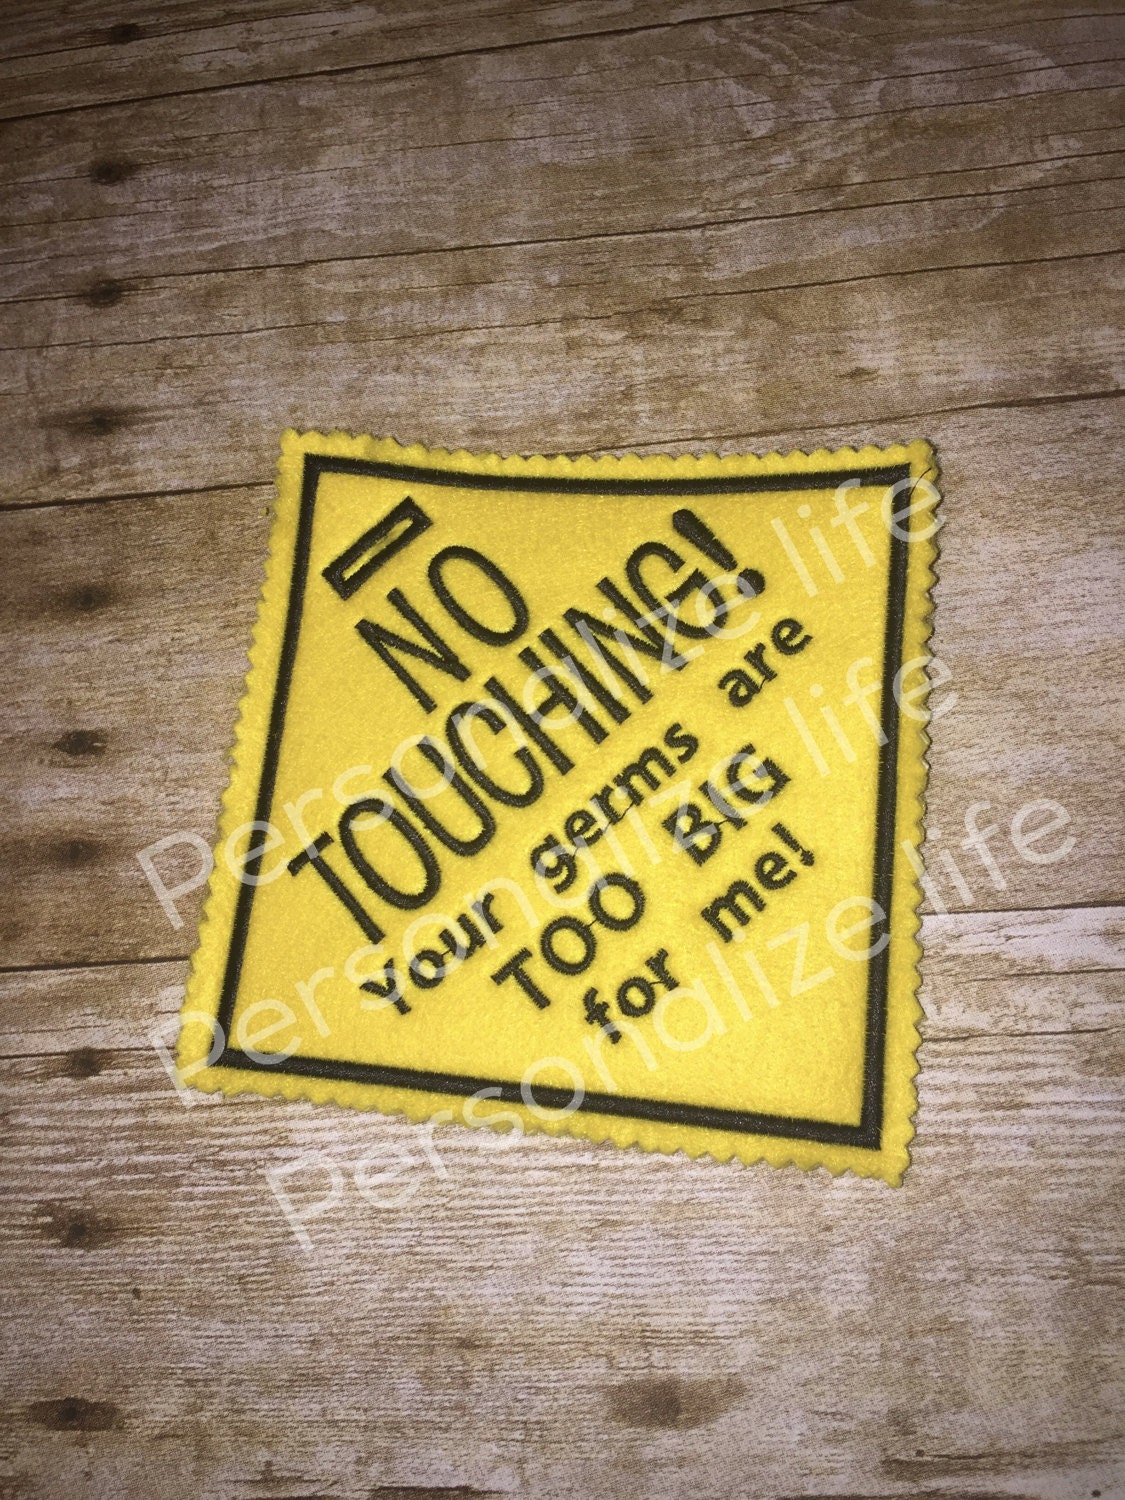 NO
TOUCHING!
Your germs are
TOO BIG
for me!
Personalize life
Personalize life
Personalize life